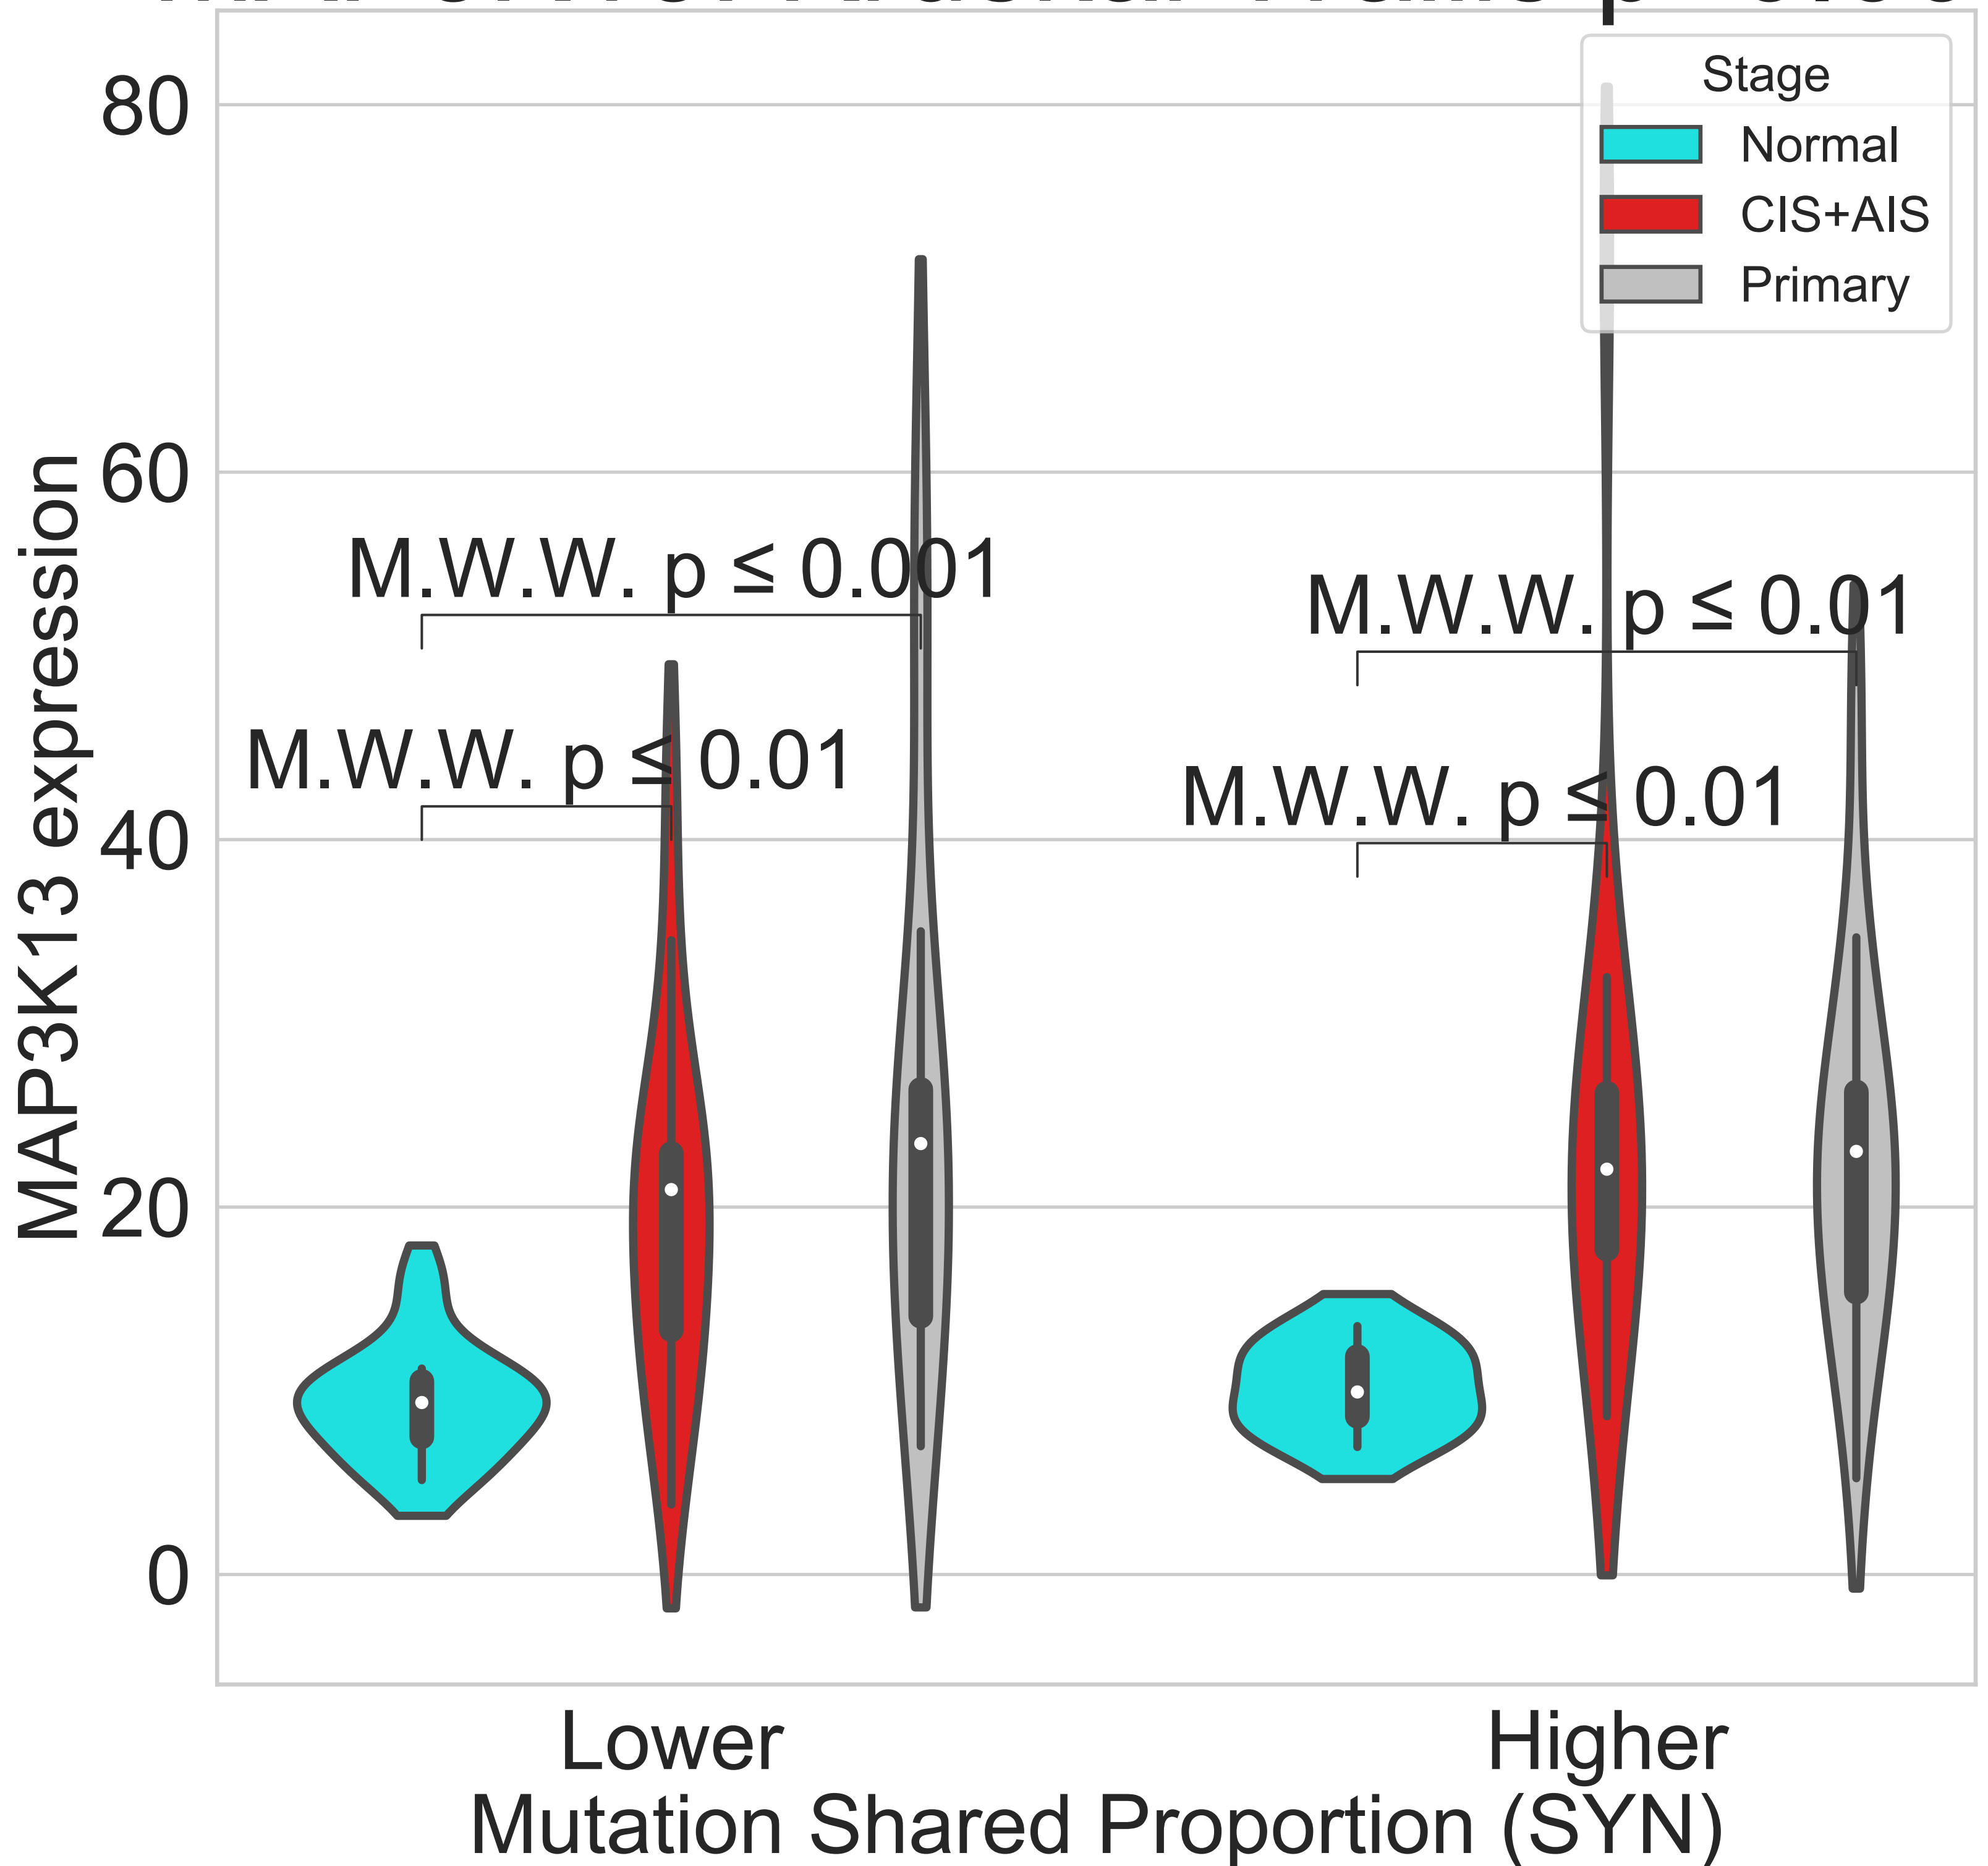 80
60
40
20
0
MAP3K13 expression
Stage
Normal
CIS+AIS
Primary
M.W.W. p ≤ 0.001
M.W.W. p ≤ 0.01
M.W.W. p ≤ 0.01
M.W.W. p ≤ 0.01
Lower
Higher
Mutation Shared Proportion (SYN)